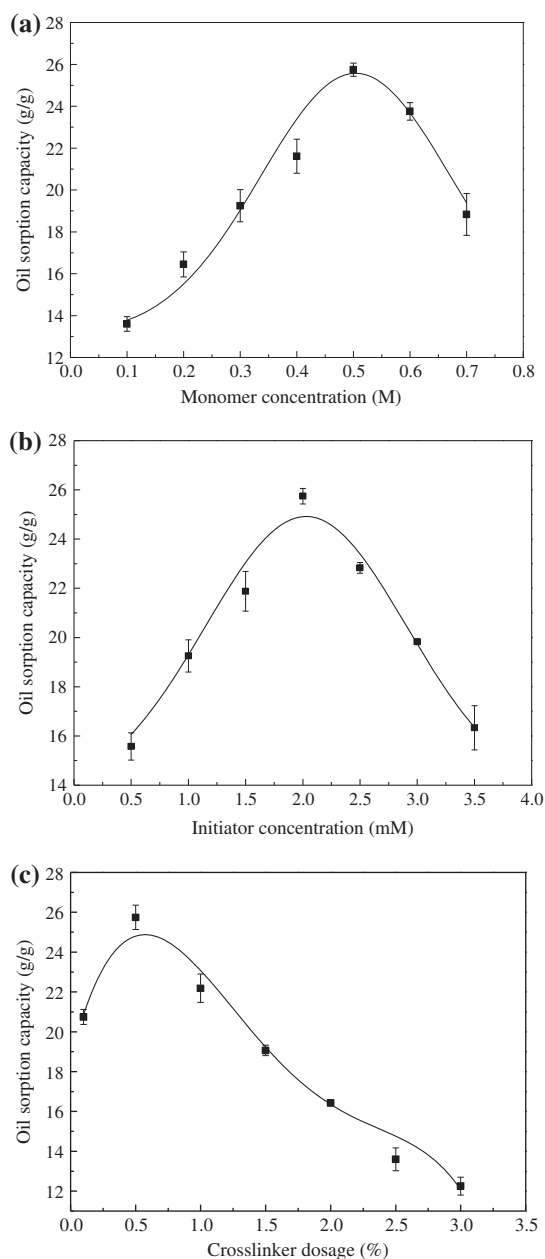 (a)
28
26
24
22
20
18
16
14
12
Oil sorption capacity (g/g)
0.0 0.1 0.2 0.3 0.4 0.5 0.6 0.7 0.8
Monomer concentration (M)
(b)
28
26
24
22
20
18
16
14
Oil sorption capacity (g/g)
0.0 0.5 1.0 1.5 2.0 2.5 3.0 3.5 4.0
Initiator concentration (mM)
(c)
28
26
24
22
20
18
16
14
12
Oil sorption capacity (g/g)
0.0 0.5 1.0 1.5 2.0 2.5 3.0 3.5
Crosslinker dosage (%)